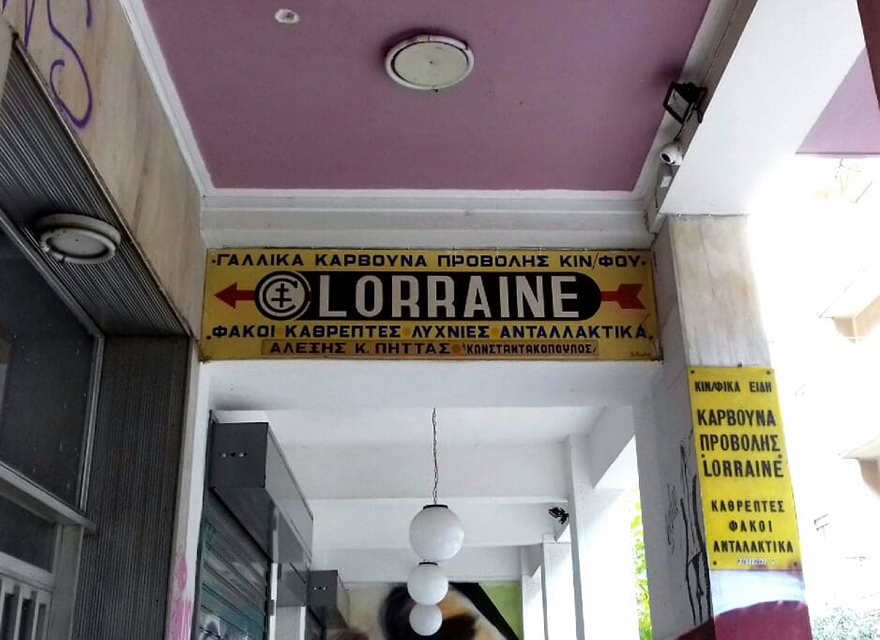 ·ΓΑΛΛΙΚΑ ΚΑΡΒΟΥΝΑ ΠΡΟΒΟΛΗΣ ΚΙΝ/ΦΟΥ·
LORRAINE
ΦΑΚΟΙ ΚΑΘΡΕΠΤΕΣ ΛΥΧΝΙΕΣ ΑΝΤΑΛΛΑΚΤΙΚΑ
ΑΛΕΞΗΣ Κ. ΠΗΤΤΑΣ ΚΩΝΣΤΑΝΤΑΚΟΠΟΥΛΟΣ
ΚΙΝ/ΦΙΚΑ ΕΙΔΗ
ΚΑΡΒΟΥΝΑ
ΠΡΟΒΟΛΗΣ
LORRAINE
ΚΑΘΡΕΠΤΕΣ
ΦΑΚΟΙ
ΑΝΤΑΛΛΑΚΤΙΚΑ